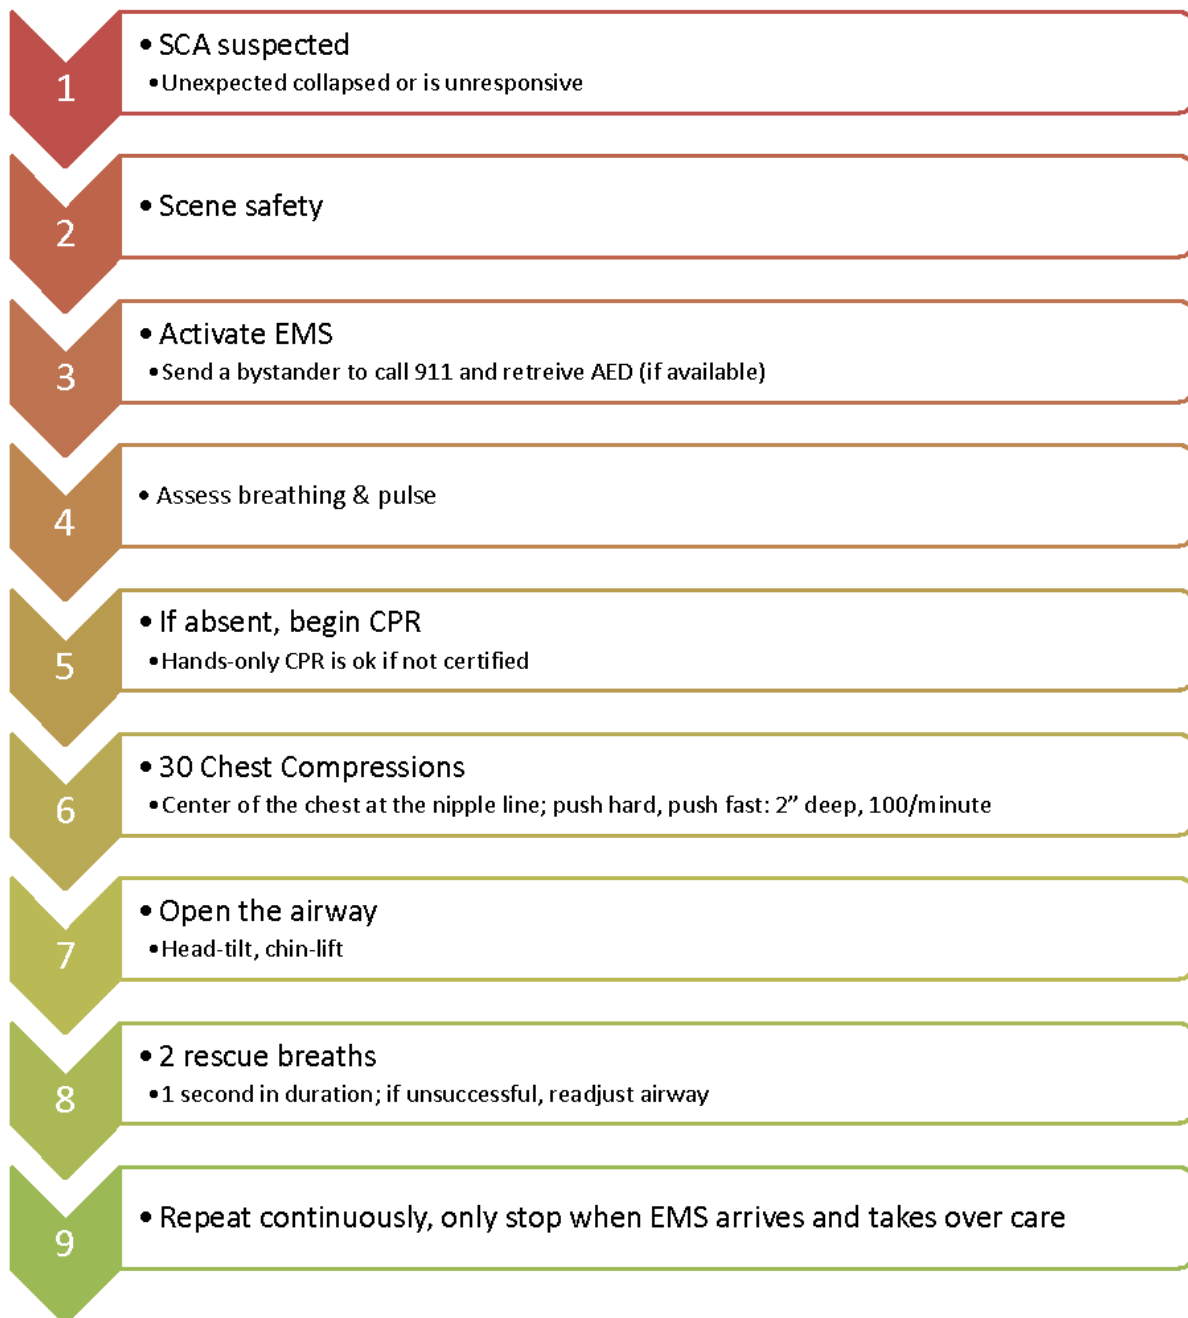 1
• SCA suspected
• Unexpected collapsed or is unresponsive
2
• Scene safety
3
• Activate EMS
• Send a bystander to call 911 and retreive AED (if available)
4
• Assess breathing & pulse
5
• If absent, begin CPR
• Hands-only CPR is ok if not certified
6
• 30 Chest Compressions
• Center of the chest at the nipple line; push hard, push fast: 2” deep, 100/minute
7
• Open the airway
• Head-tilt, chin-lift
8
• 2 rescue breaths
• 1 second in duration; if unsuccessful, readjust airway
9
• Repeat continuously, only stop when EMS arrives and takes over care